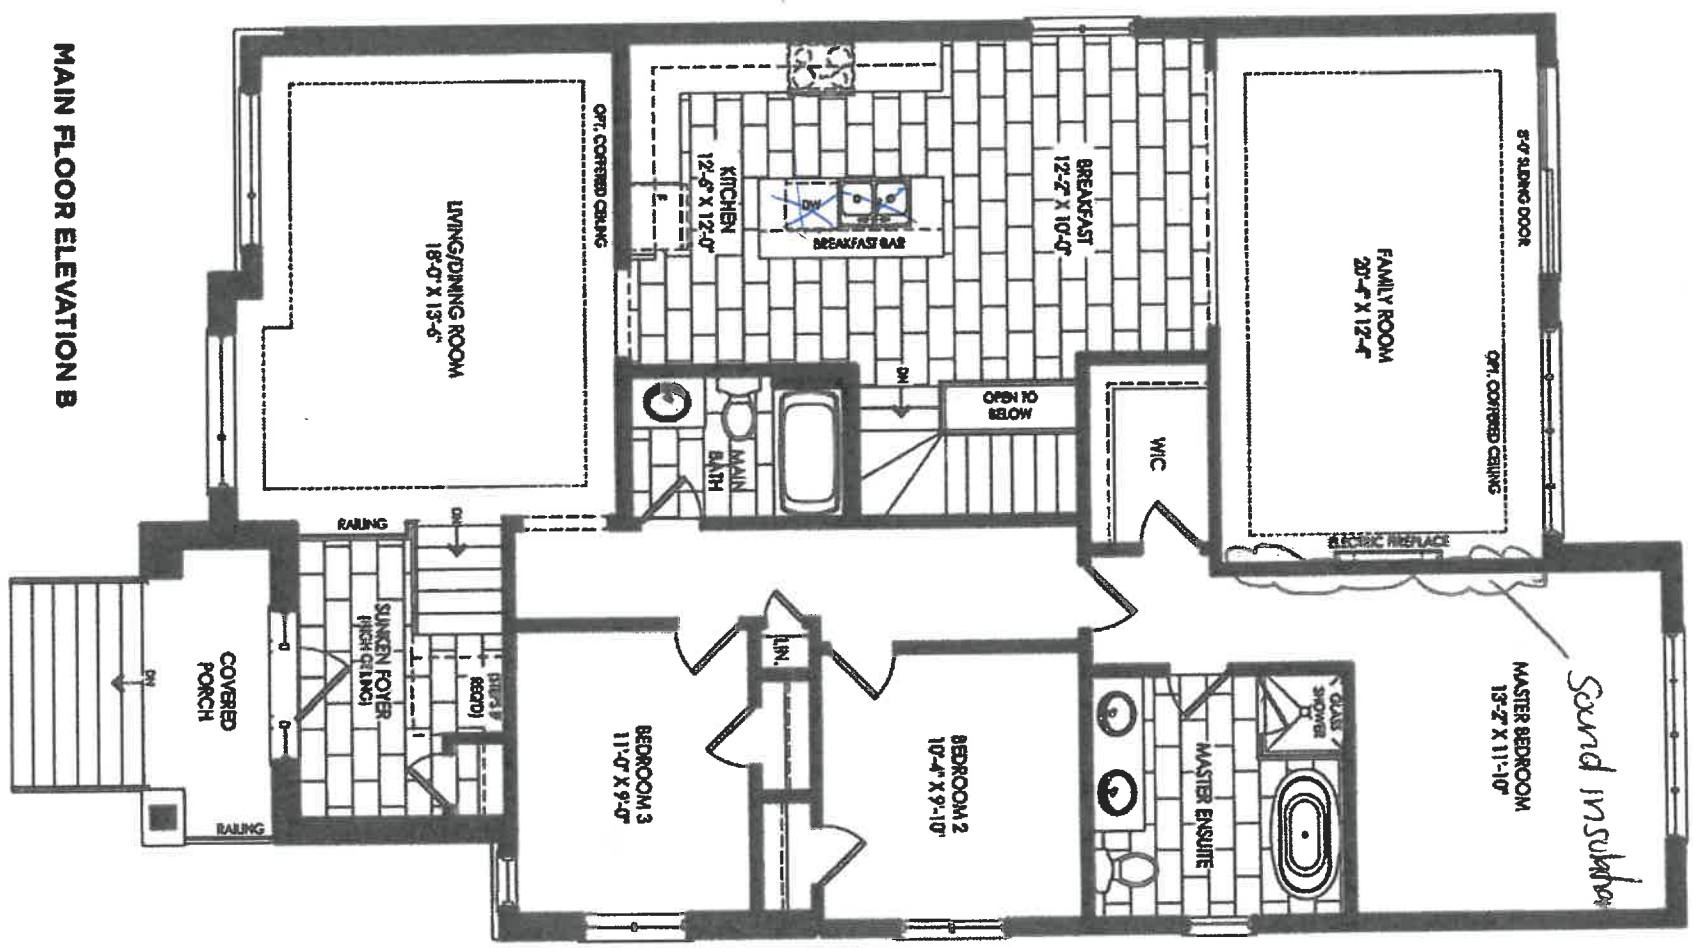 MAIN FLOOR ELEVATION B
8'-0" SLIDING DOOR
FAMILY ROOM
20'-4" X 12'-4"
OPT. COFFERED CEILING
ELECTRIC FIREPLACE
Sound insulation
MASTER BEDROOM
13'-2" X 11'-10"
BREAKFAST
12'-2" X 10'-0"
KITCHEN
12'-6" X 12'-0"
F
DW
BREAKFAST BAR
OPT. COFFERED CEILING
LIVING/DINING ROOM
18'-0" X 13'-6"
DN
OPEN TO
BELOW
WIC
MAIN
BATH
RAILING
DN
LIN.
GLASS
SHOWER
MASTER ENSUITE
BEDROOM 2
10'-4" X 9'-10"
BEDROOM 3
11'-0" X 9'-0"
(STEPS IF
REQ'D)
SUNKEN FOYER
(HIGH CEILING)
COVERED
PORCH
DN
RAILING